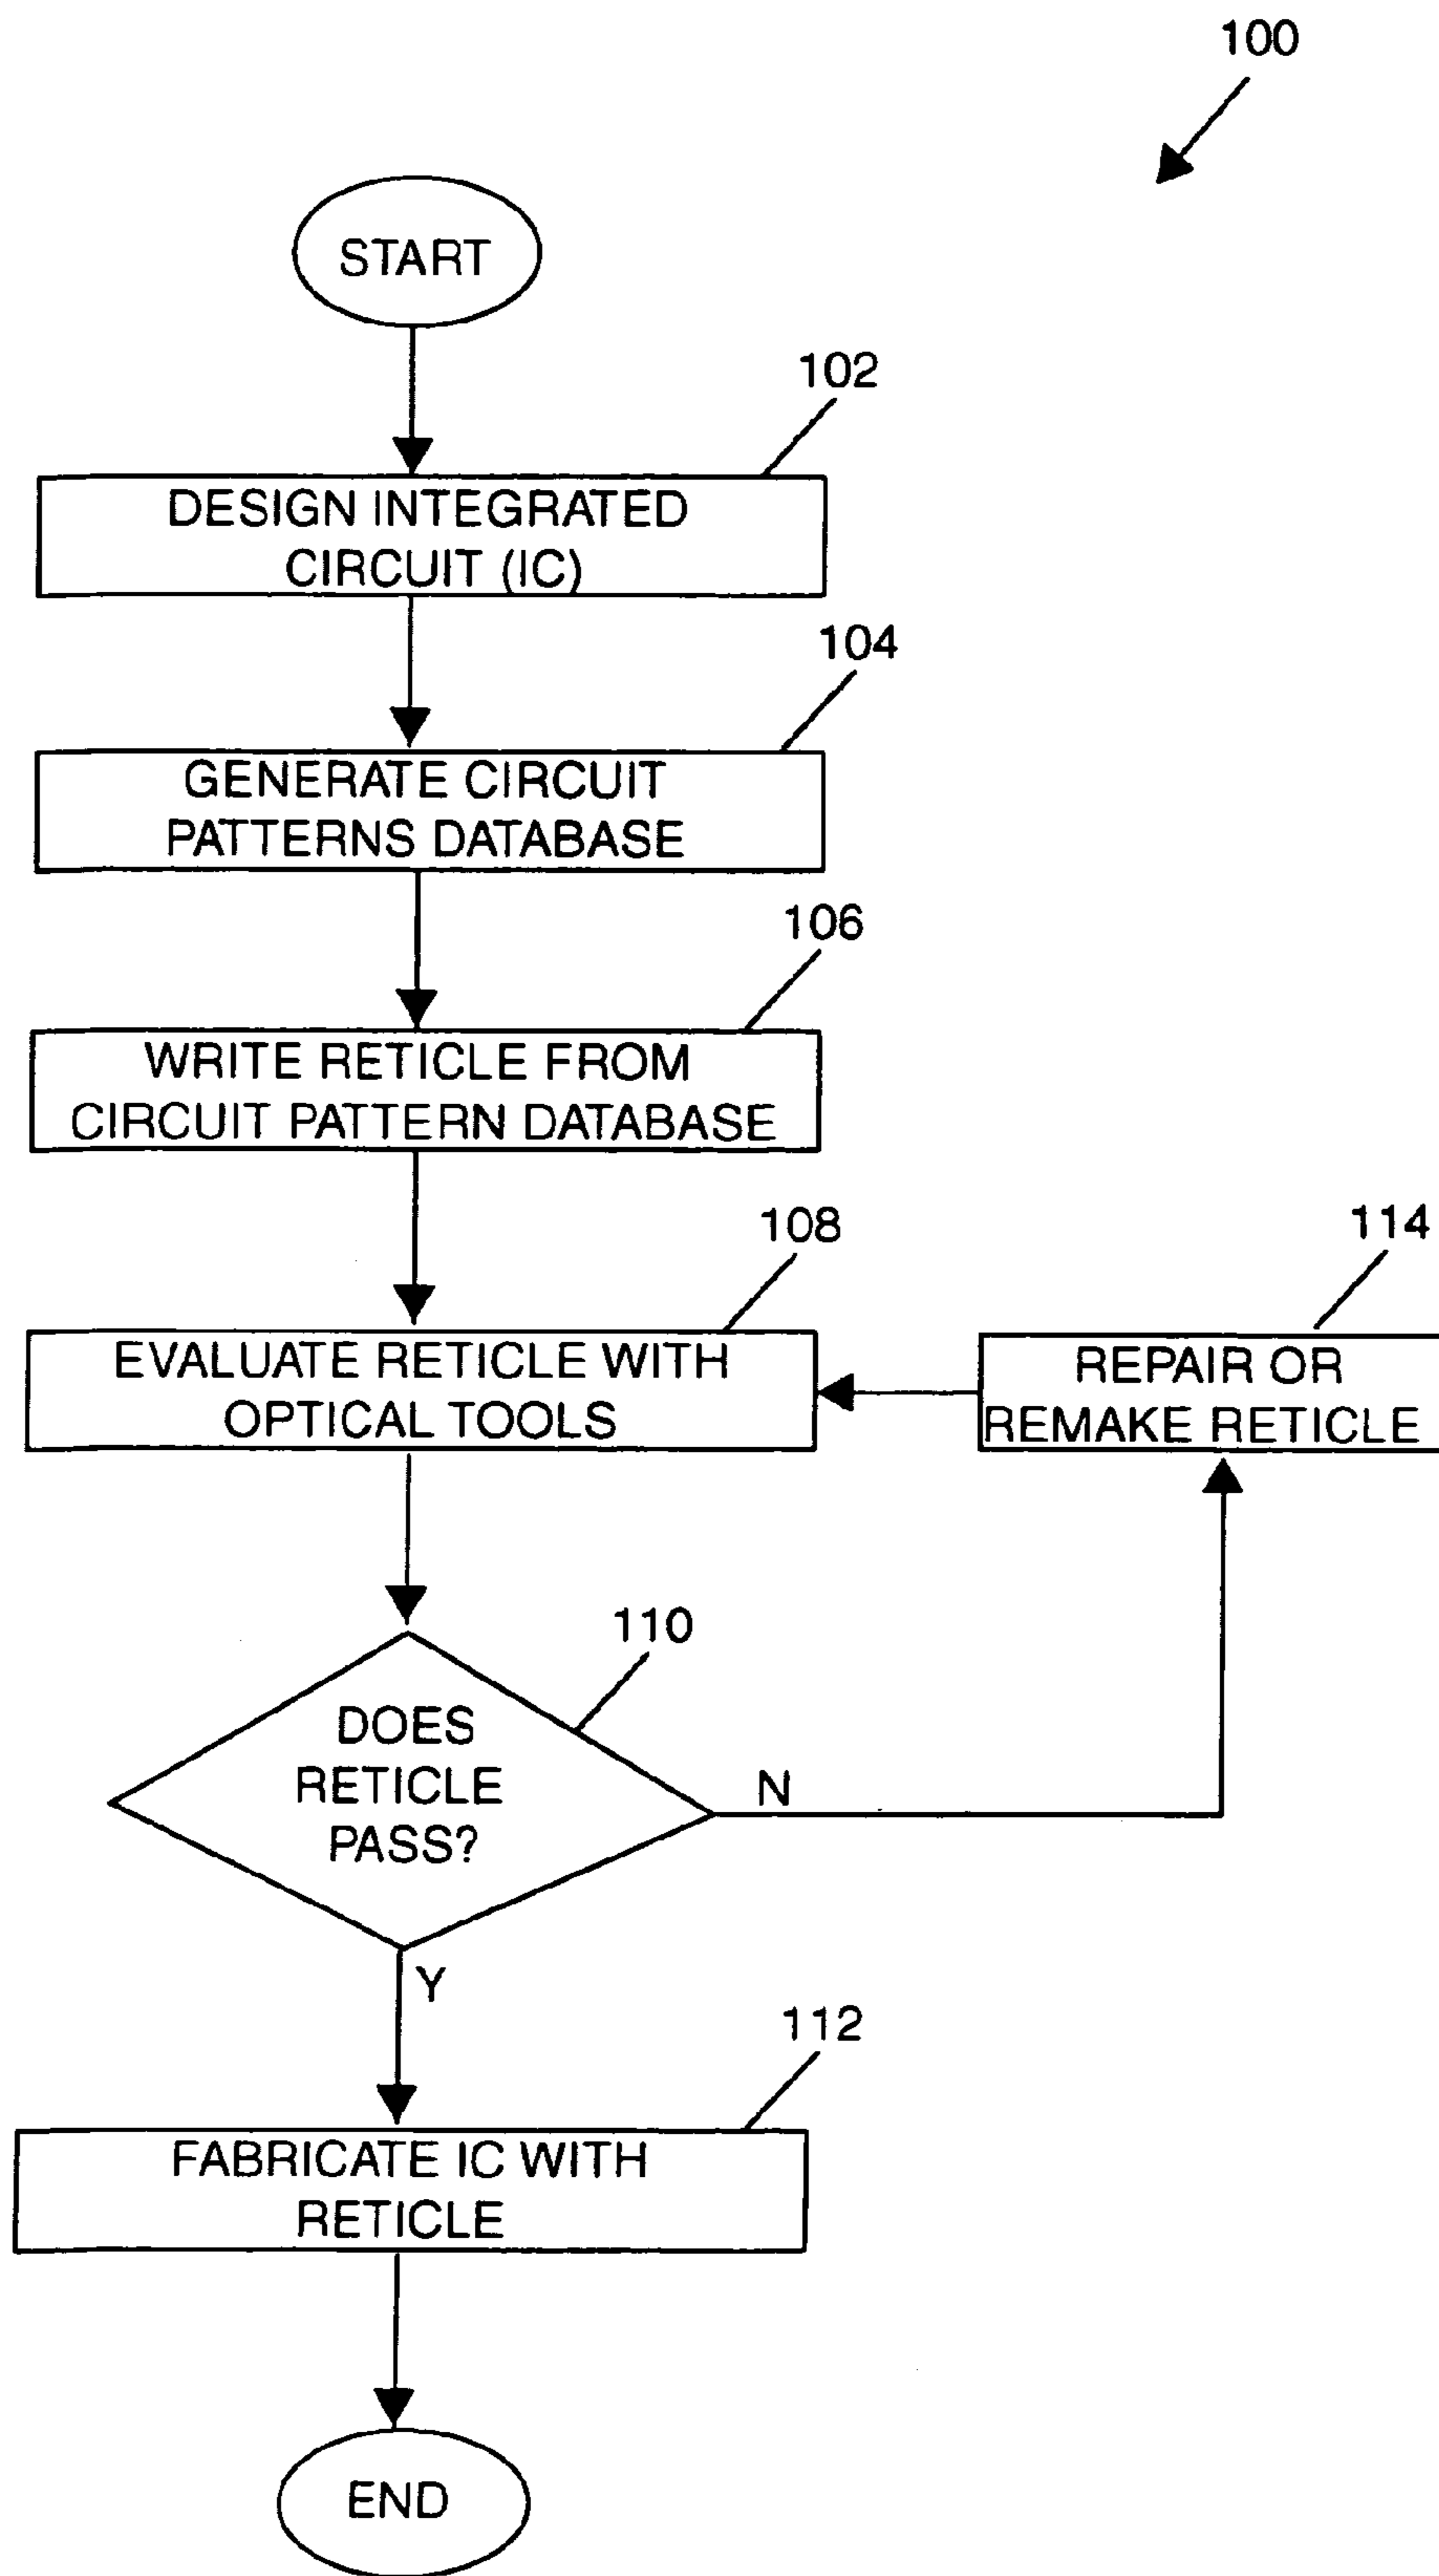 100
START
102
DESIGN INTEGRATED
CIRCUIT (IC)
104
GENERATE CIRCUIT
PATTERNS DATABASE
106
WRITE RETICLE FROM
CIRCUIT PATTERN DATABASE
108
EVALUATE RETICLE WITH
OPTICAL TOOLS
114
REPAIR OR
REMAKE RETICLE
110
DOES
RETICLE
PASS?
N
Y
112
FABRICATE IC WITH
RETICLE
END